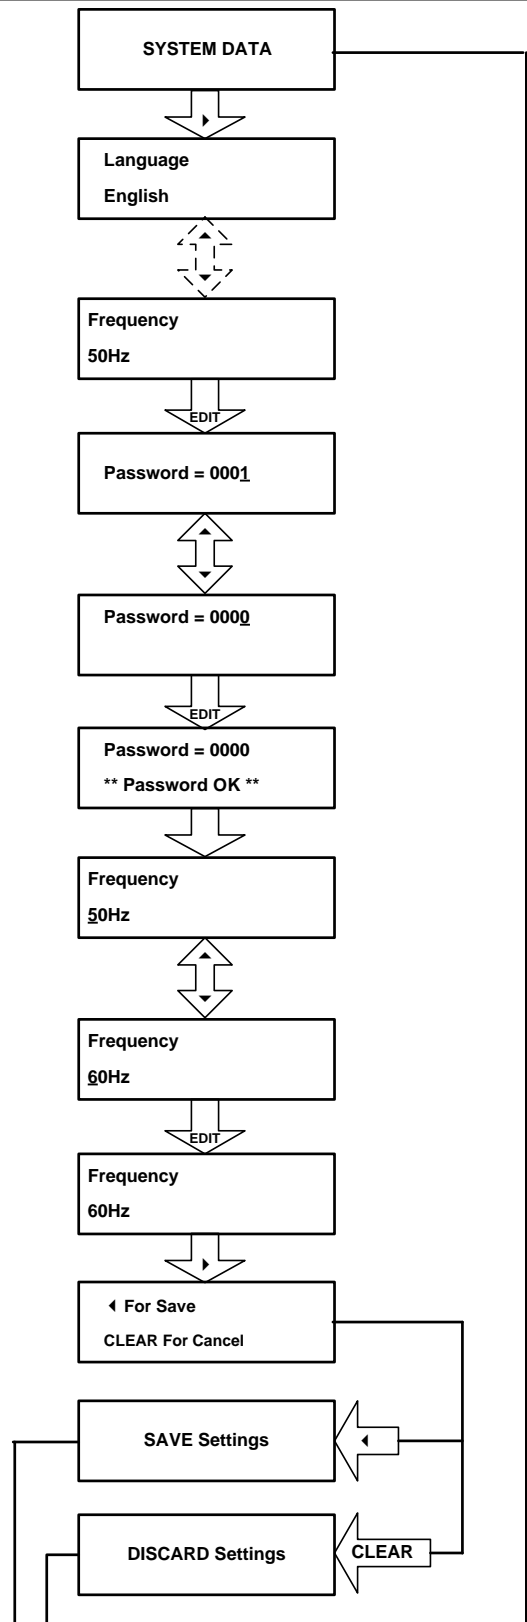 SYSTEM DATA
Language
English
Frequency
50Hz
EDIT
Password = 0001
Password = 0000
EDIT
Password = 0000
** Password OK **
Frequency
50Hz
Frequency
60Hz
EDIT
Frequency
60Hz
For Save
CLEAR For Cancel
SAVE Settings
DISCARD Settings
CLEAR